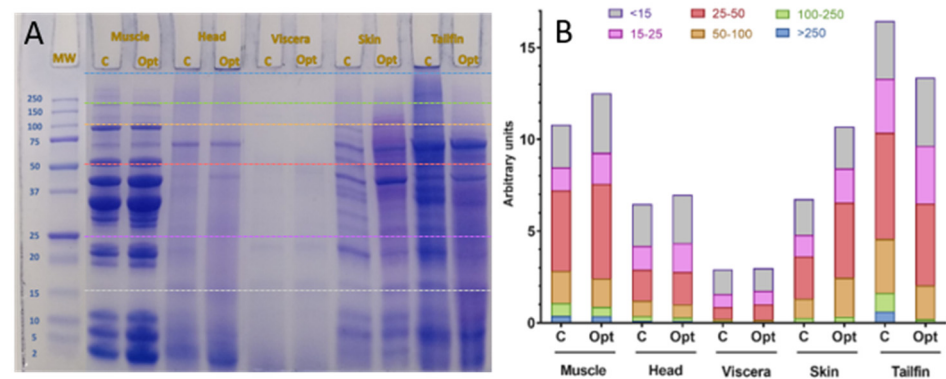 A
Muscle Head Viscera Skin Tailfin
MW C Opt C Opt C Opt C Opt C Opt
250
150
100
75
50
37
25
20
15
10
5
2
B
<15 25-50 100-250
15-25 50-100 >250
Arbitrary units
15
10
5
0
C Opt C Opt C Opt C Opt C Opt
Muscle Head Viscera Skin Tailfin